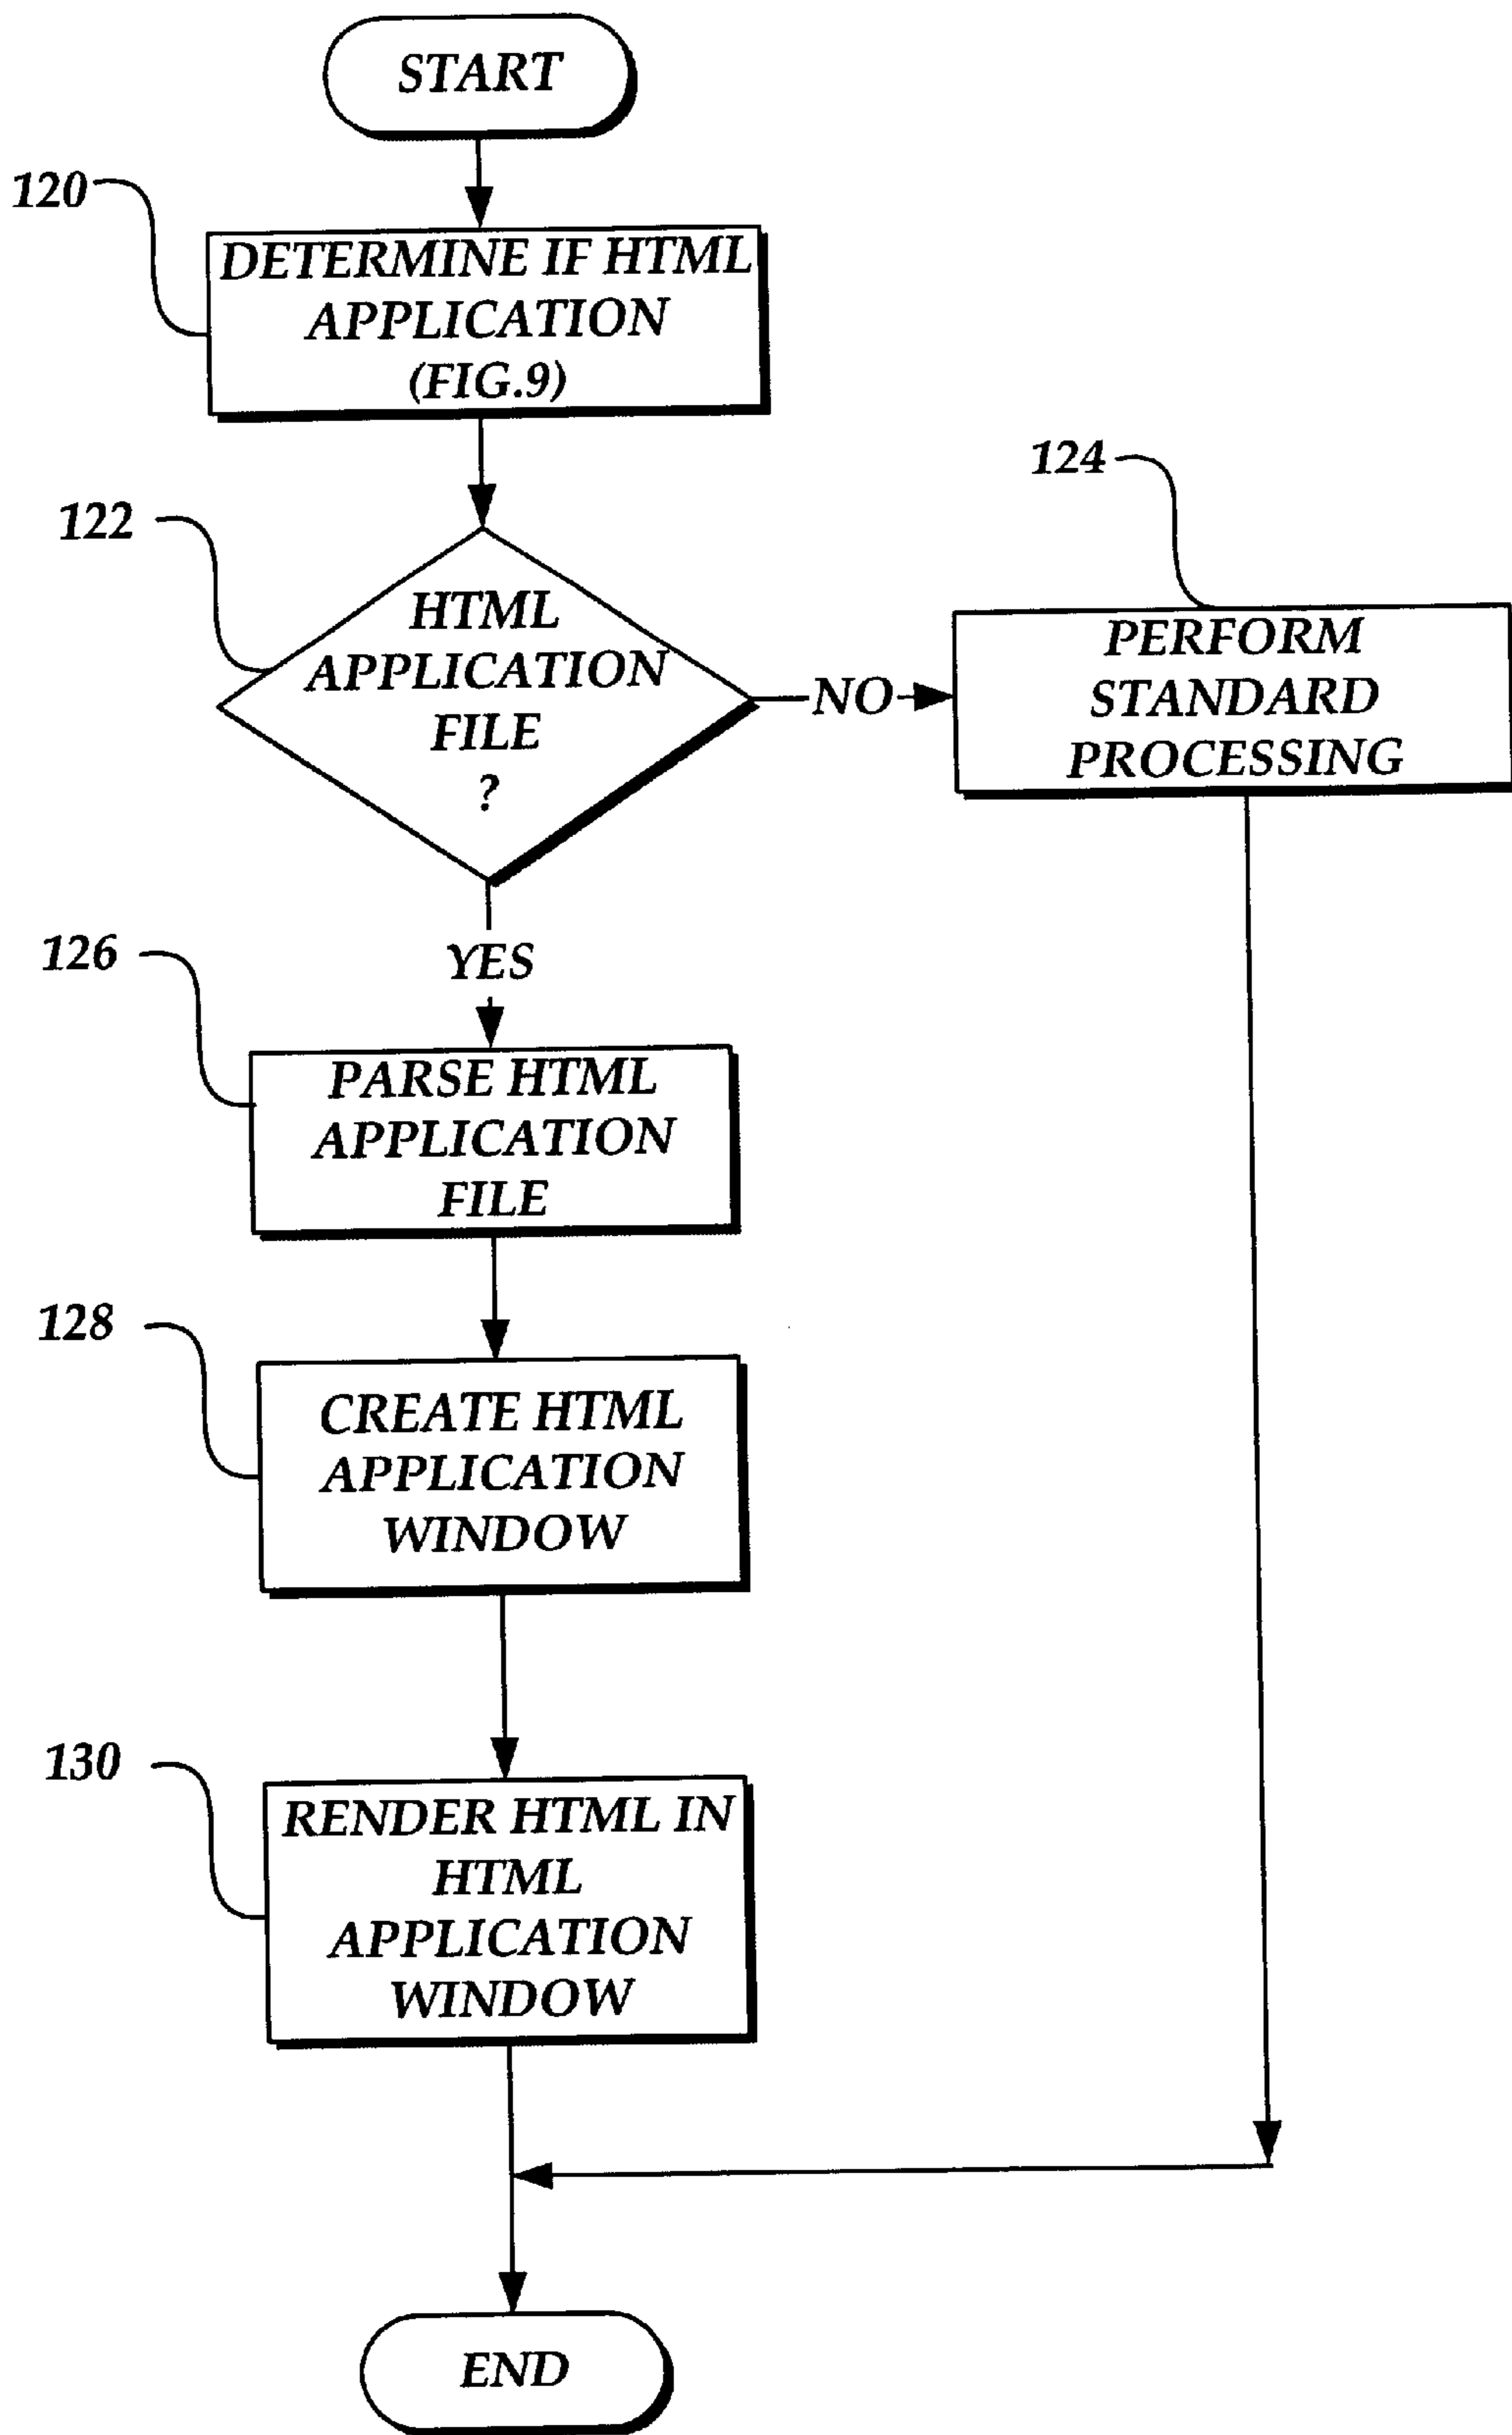 START
120
DETERMINE IF HTML
APPLICATION
(FIG.9)
122
HTML
APPLICATION
FILE
?
NO
124
PERFORM
STANDARD
PROCESSING
YES
126
PARSE HTML
APPLICATION
FILE
128
CREATE HTML
APPLICATION
WINDOW
130
RENDER HTML IN
HTML
APPLICATION
WINDOW
END